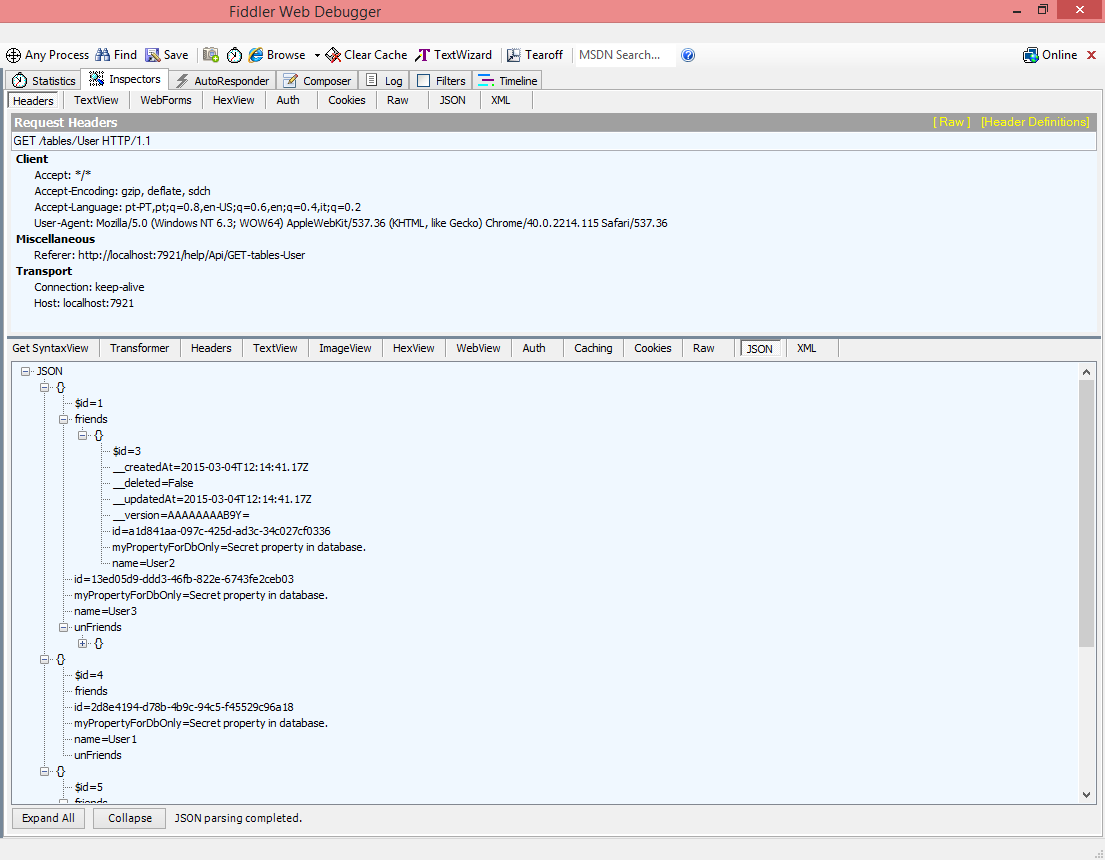 Fiddler Web Debugger
Any Process Find Save Browse Clear Cache TextWizard Tearoff MSDN Search... Online
Statistics Inspectors AutoResponder Composer Log Filters Timeline
Headers TextView WebForms HexView Auth Cookies Raw JSON XML
Request Headers [ Raw ] [Header Definitions]
GET /tables/User HTTP/1.1
Client
Accept: */*
Accept-Encoding: gzip, deflate, sdch
Accept-Language: pt-PT,pt;q=0.8,en-US;q=0.6,en;q=0.4,it;q=0.2
User-Agent: Mozilla/5.0 (Windows NT 6.3; WOW64) AppleWebKit/537.36 (KHTML, like Gecko) Chrome/40.0.2214.115 Safari/537.36
Miscellaneous
Referer: http://localhost:7921/help/Api/GET-tables-User
Transport
Connection: keep-alive
Host: localhost:7921
Get SyntaxView Transformer Headers TextView ImageView HexView WebView Auth Caching Cookies Raw JSON XML
JSON
{}
$id=1
friends
{}
$id=3
__createdAt=2015-03-04T12:14:41.17Z
__deleted=False
__updatedAt=2015-03-04T12:14:41.17Z
__version=AAAAAAAAB9Y=
id=a1d841aa-097c-425d-ad3c-34c027cf0336
myPropertyForDbOnly=Secret property in database.
name=User2
id=13ed05d9-ddd3-46fb-822e-6743fe2ceb03
myPropertyForDbOnly=Secret property in database.
name=User3
unFriends
{}
{}
$id=4
friends
id=2d8e4194-d78b-4b9c-94c5-f45529c96a18
myPropertyForDbOnly=Secret property in database.
name=User1
unFriends
{}
$id=5
friends
Expand All Collapse JSON parsing completed.